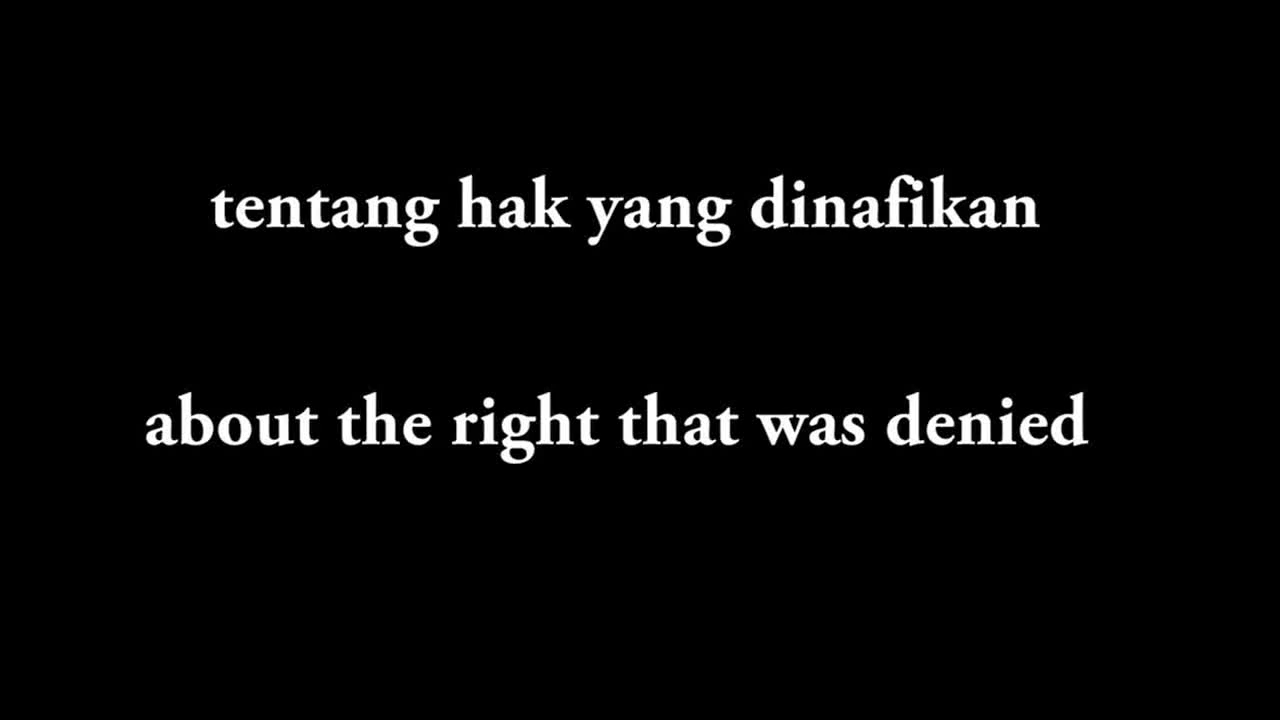 tentang hak yang dinafikan
about the right that was denied